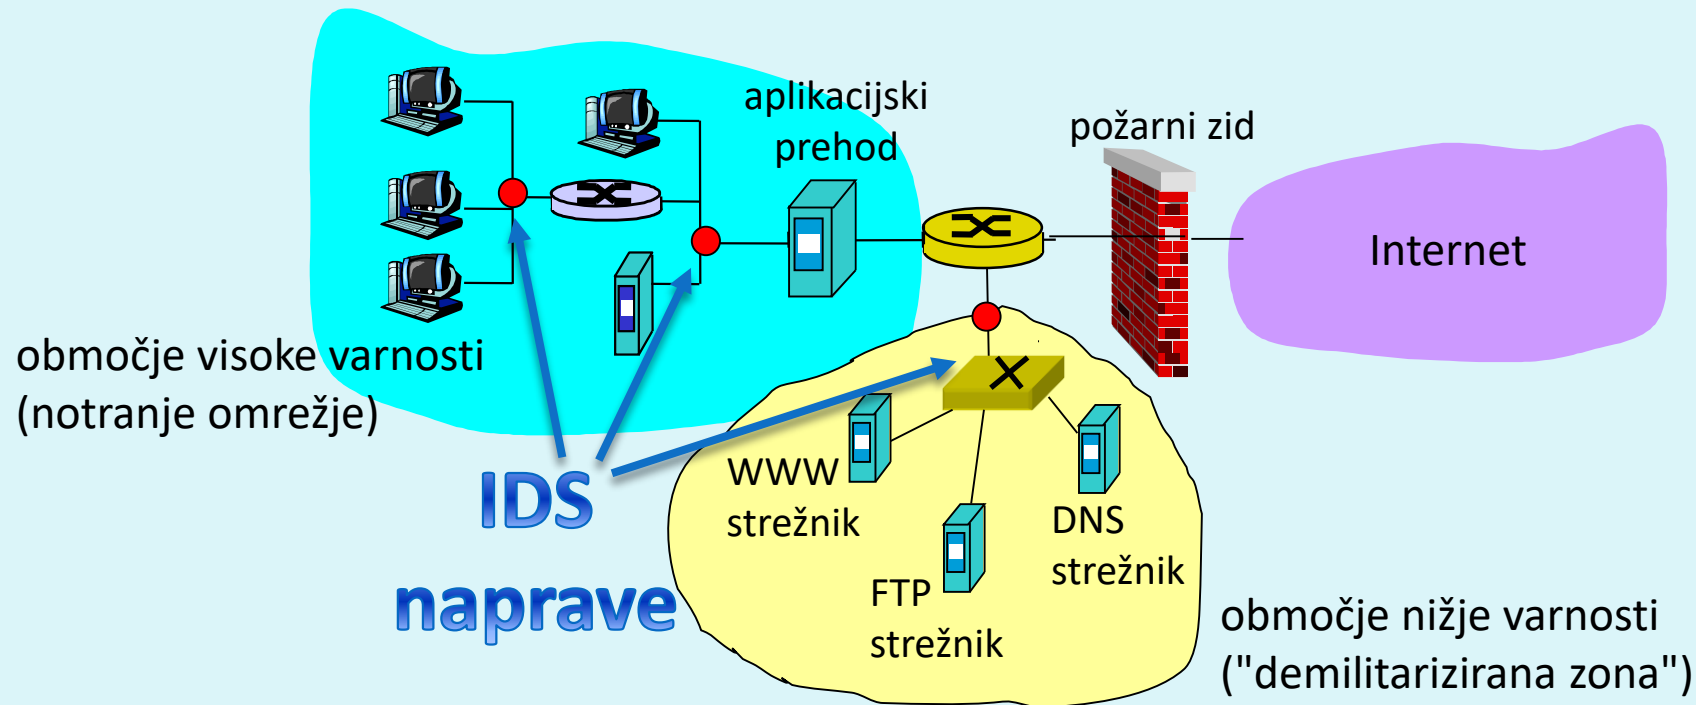 aplikacijski
prehod
požarni zid
Internet
območje visoke varnosti
(notranje omrežje)
IDS
naprave
WWW
strežnik
FTP
strežnik
DNS
strežnik
območje nižje varnosti
("demilitarizirana zona")